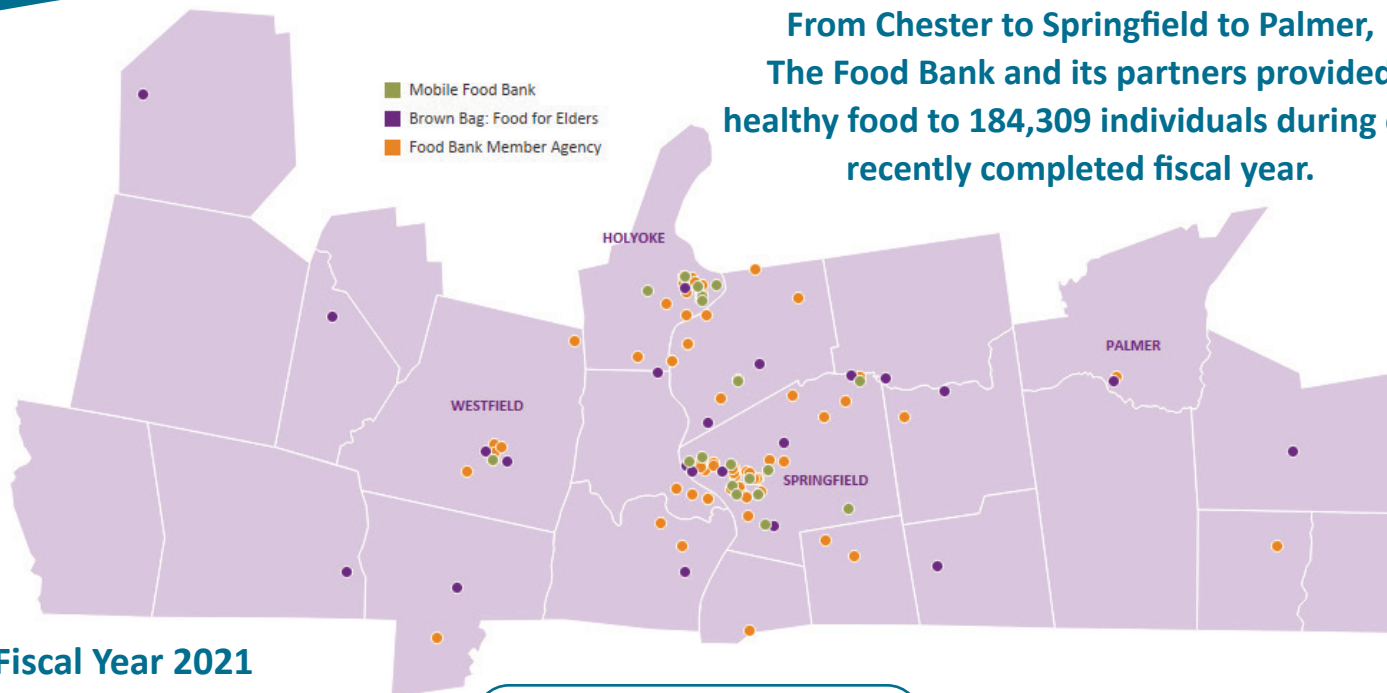 From Chester to Springfield to Palmer,
The Food Bank and its partners provided
healthy food to 184,309 individuals during
recently completed fiscal year.
Mobile Food Bank
Brown Bag: Food for Elders
Food Bank Member Agency
HOLYOKE
PALMER
WESTFIELD
SPRINGFIELD
Fiscal Year 2021